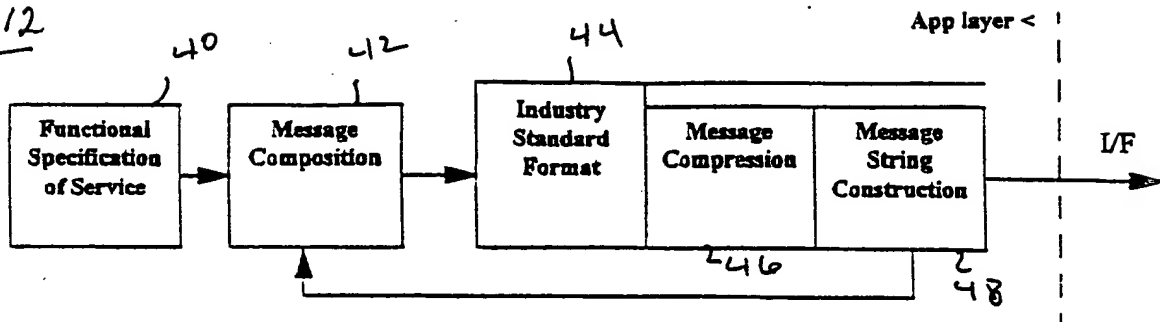 12
40
42
44
App layer <
Functional
Specification
of Service
Message
Composition
Industry
Standard
Format
Message
Compression
Message
String
Construction
I/F
46
48